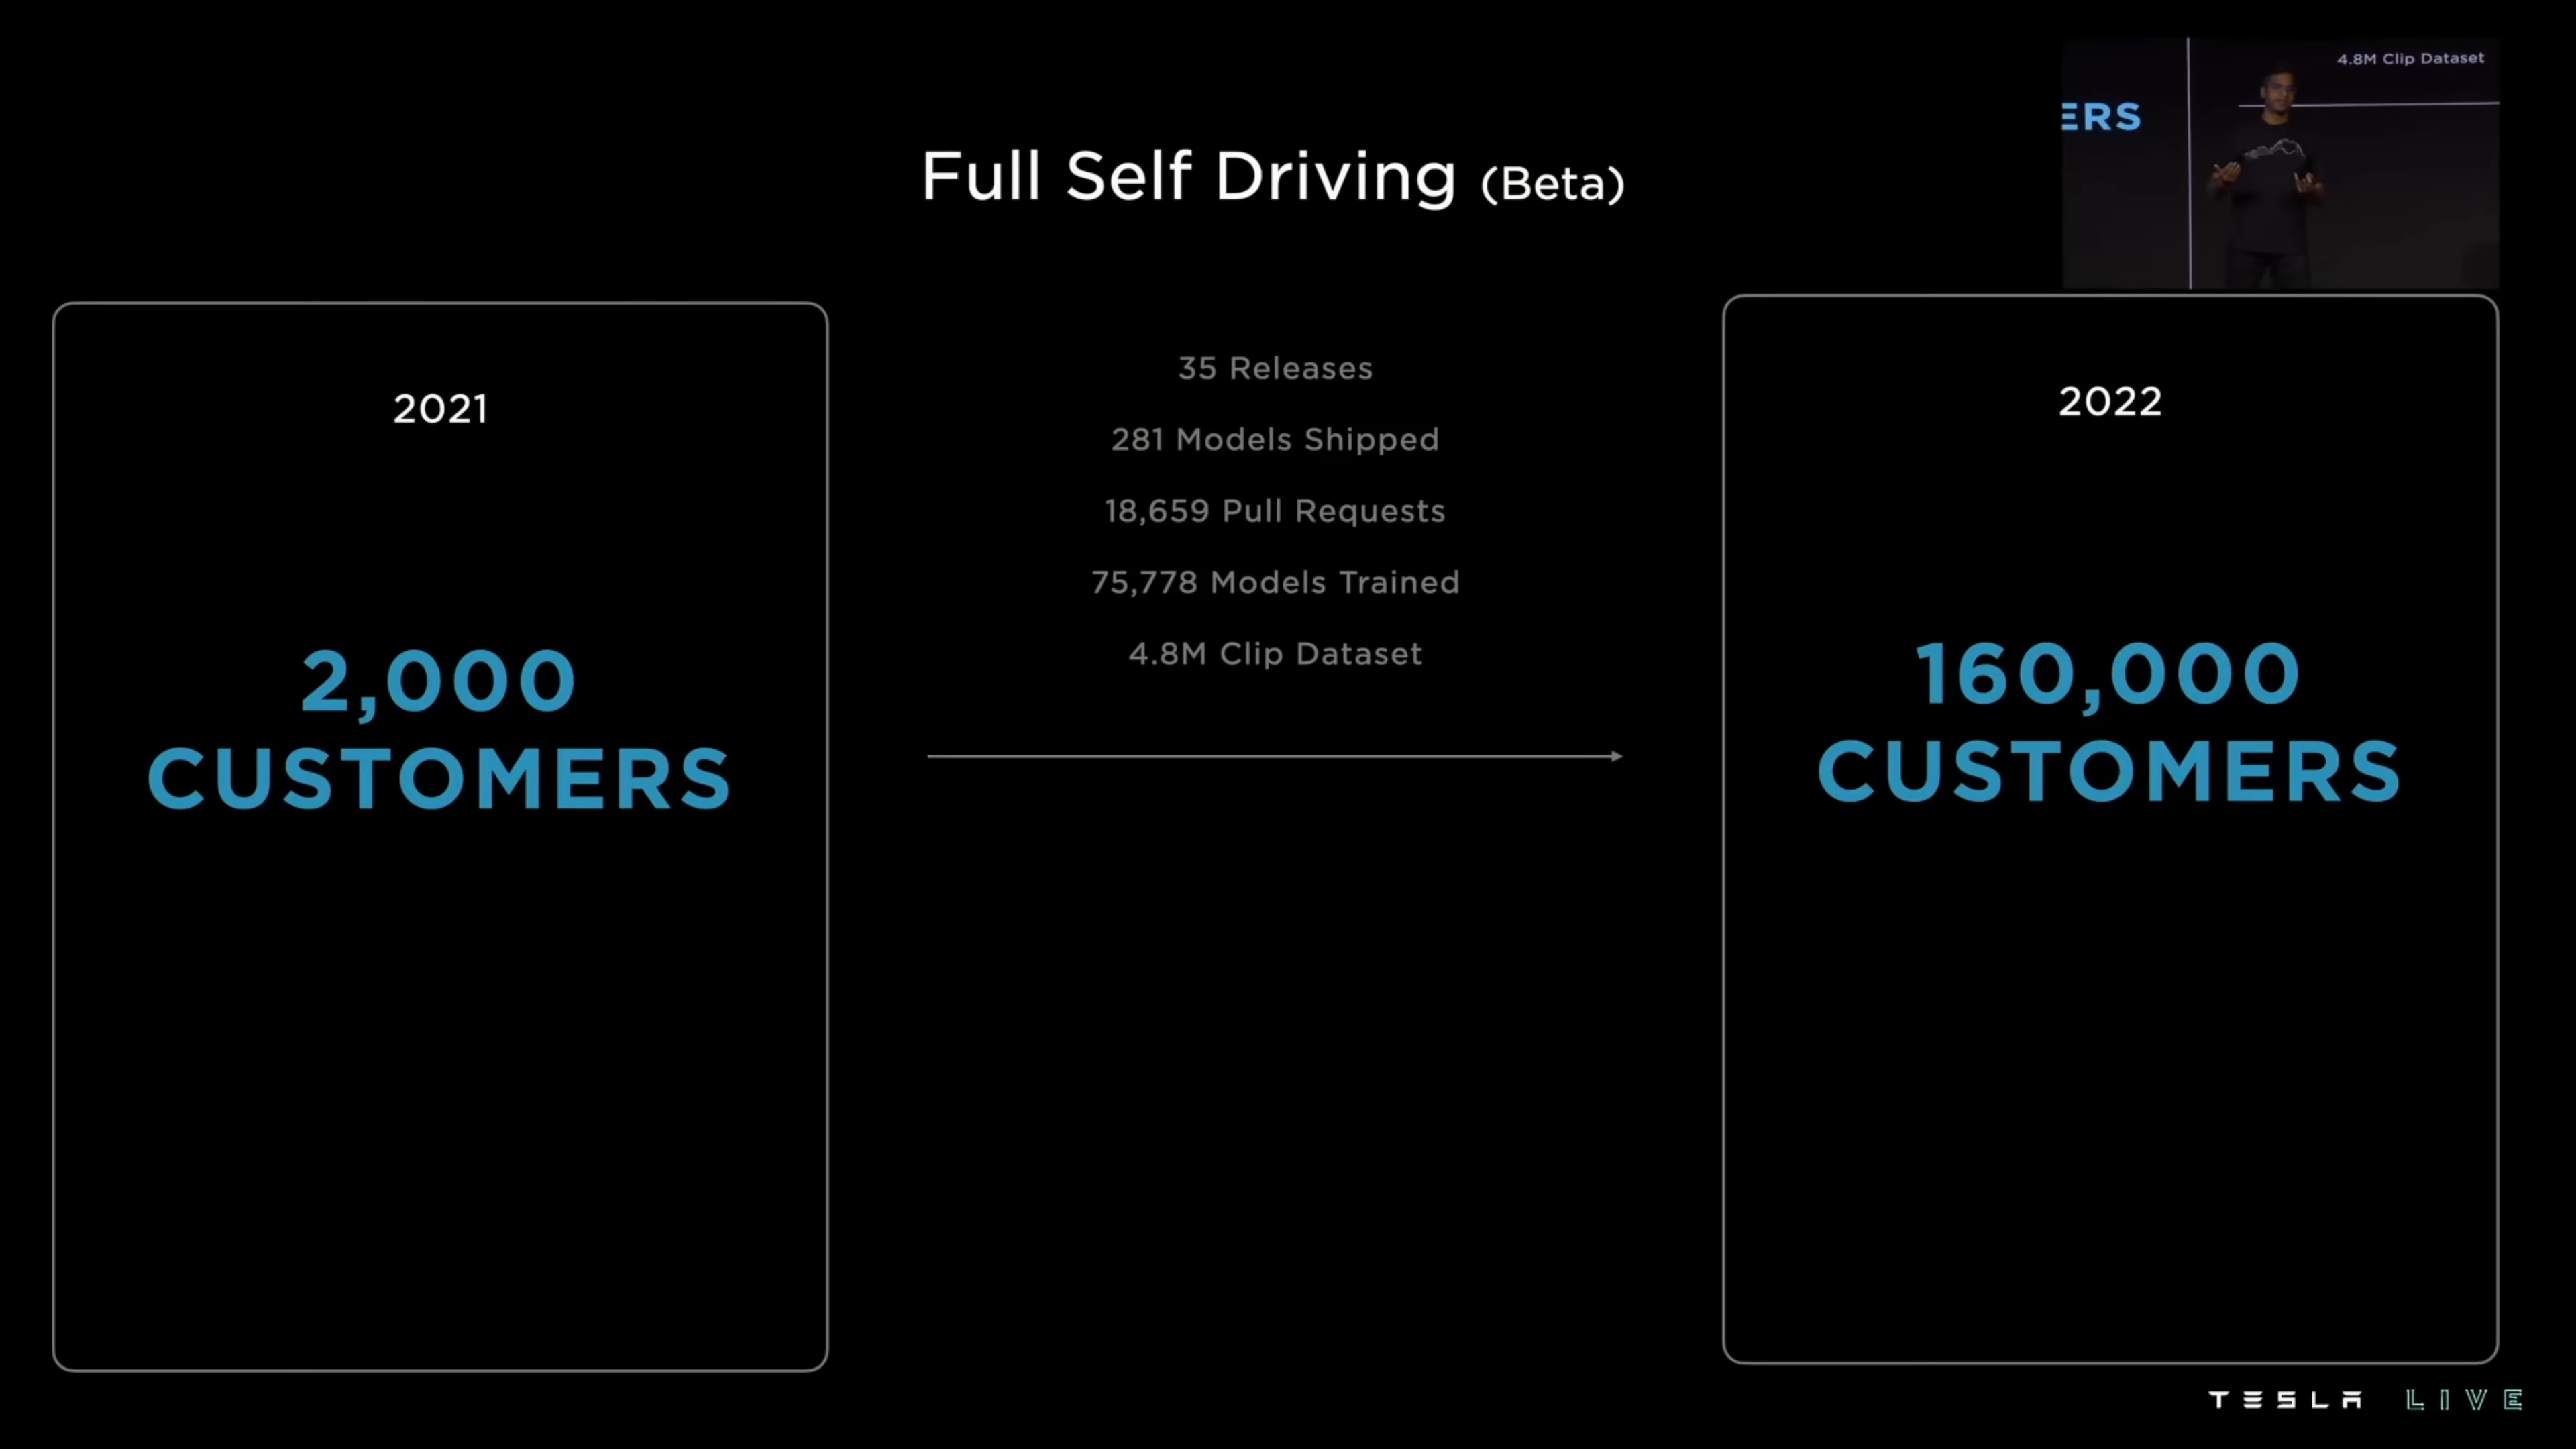 4.8M Clip Dataset
ERS
Full Self Driving (Beta)
2021
2,000
CUSTOMERS
35 Releases
281 Models Shipped
18,659 Pull Requests
75,778 Models Trained
4.8M Clip Dataset
2022
160,000
CUSTOMERS
TESLA LIVE